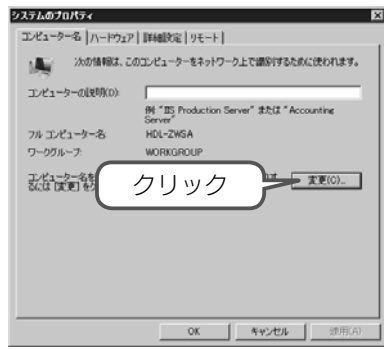 システムのプロパティ
コンピューター名 ハードウェア 詳細設定 リモート
次の情報は、このコンピューターをネットワーク上で識別するために使われます。
コンピューターの説明(D):
例: "IIS Production Server" または "Accounting
Server"
フル コンピューター名: HDL-ZWSA
ワークグループ: WORKGROUP
コンピューター名を
るには [変更] を
クリック
変更(C)...
OK キャンセル 適用(A)